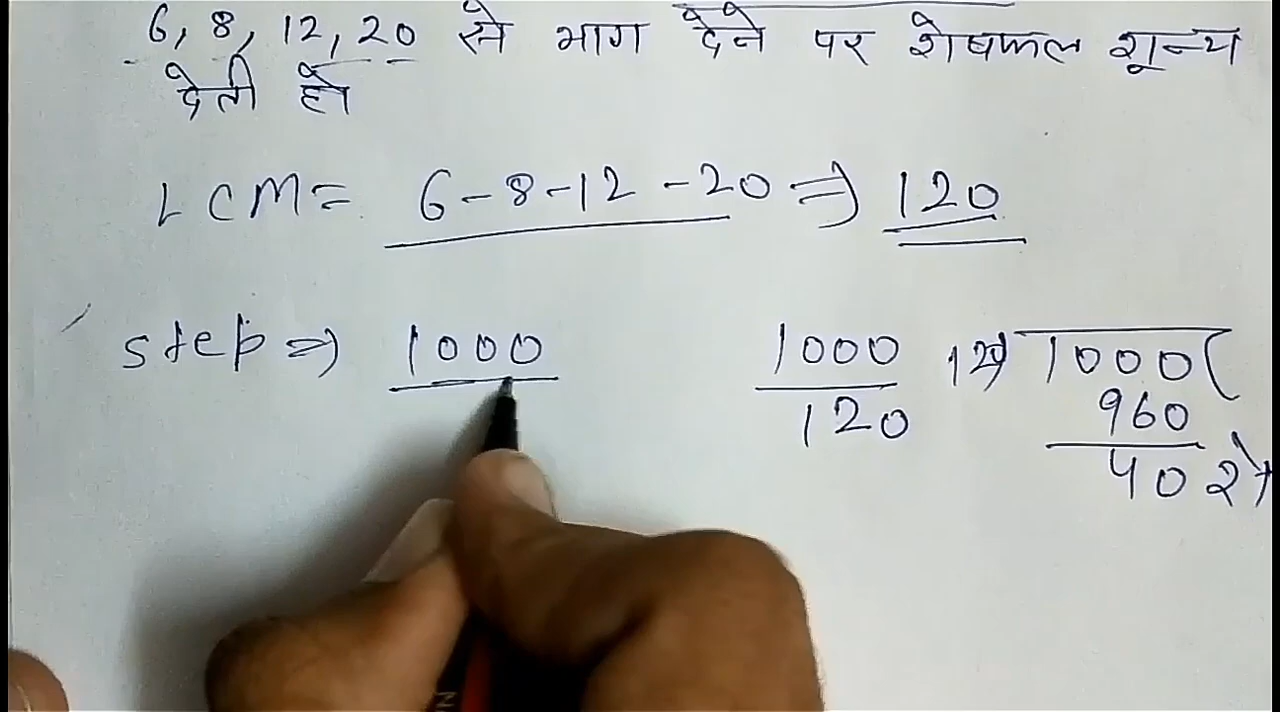 6, 8, 12, 20 से भाग देने पर शेषफल शून्य
देती हो
LCM = 6-8-12-20 ⇒ 120
step ⇒ 1000
1000
120
120) 1000 (
960
40